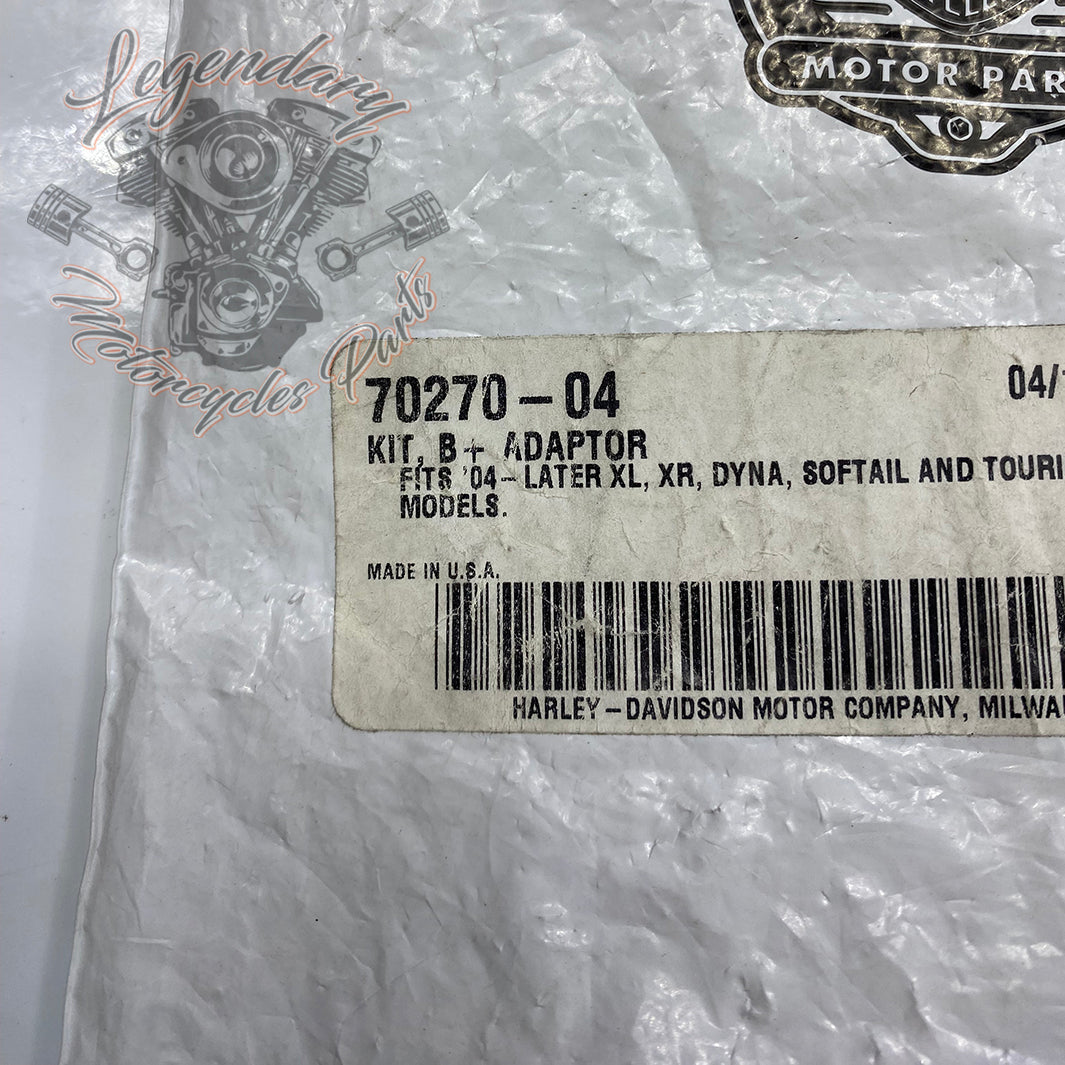 Legendary
Motorcycles Parts
MOTOR PAR
70270-04
04/1
KIT, B+ ADAPTOR
FITS '04-LATER XL, XR, DYNA, SOFTAIL AND TOURI
MODELS.
MADE IN U.S.A.
HARLEY-DAVIDSON MOTOR COMPANY, MILWAU